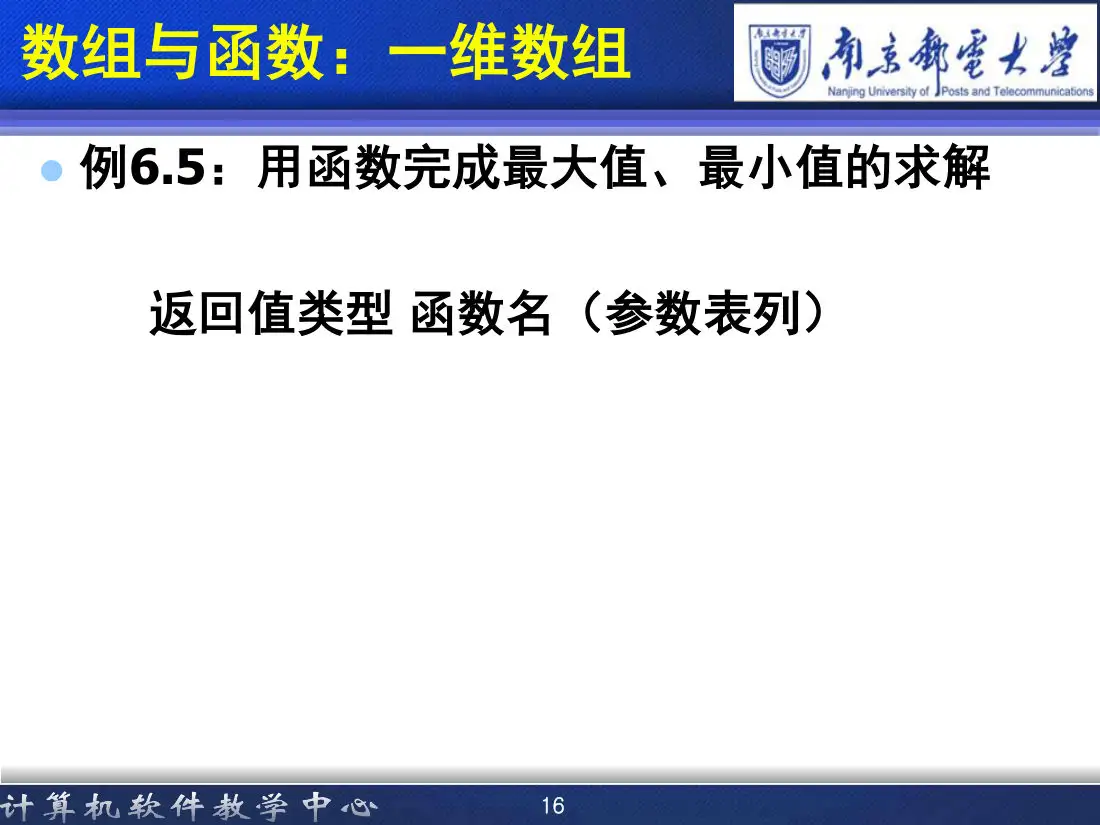 数组与函数：一维数组
南京郵電大学
Nanjing University of Posts and Telecommunications
例6.5：用函数完成最大值、最小值的求解
返回值类型 函数名（参数表列）
计算机软件教学中心
16